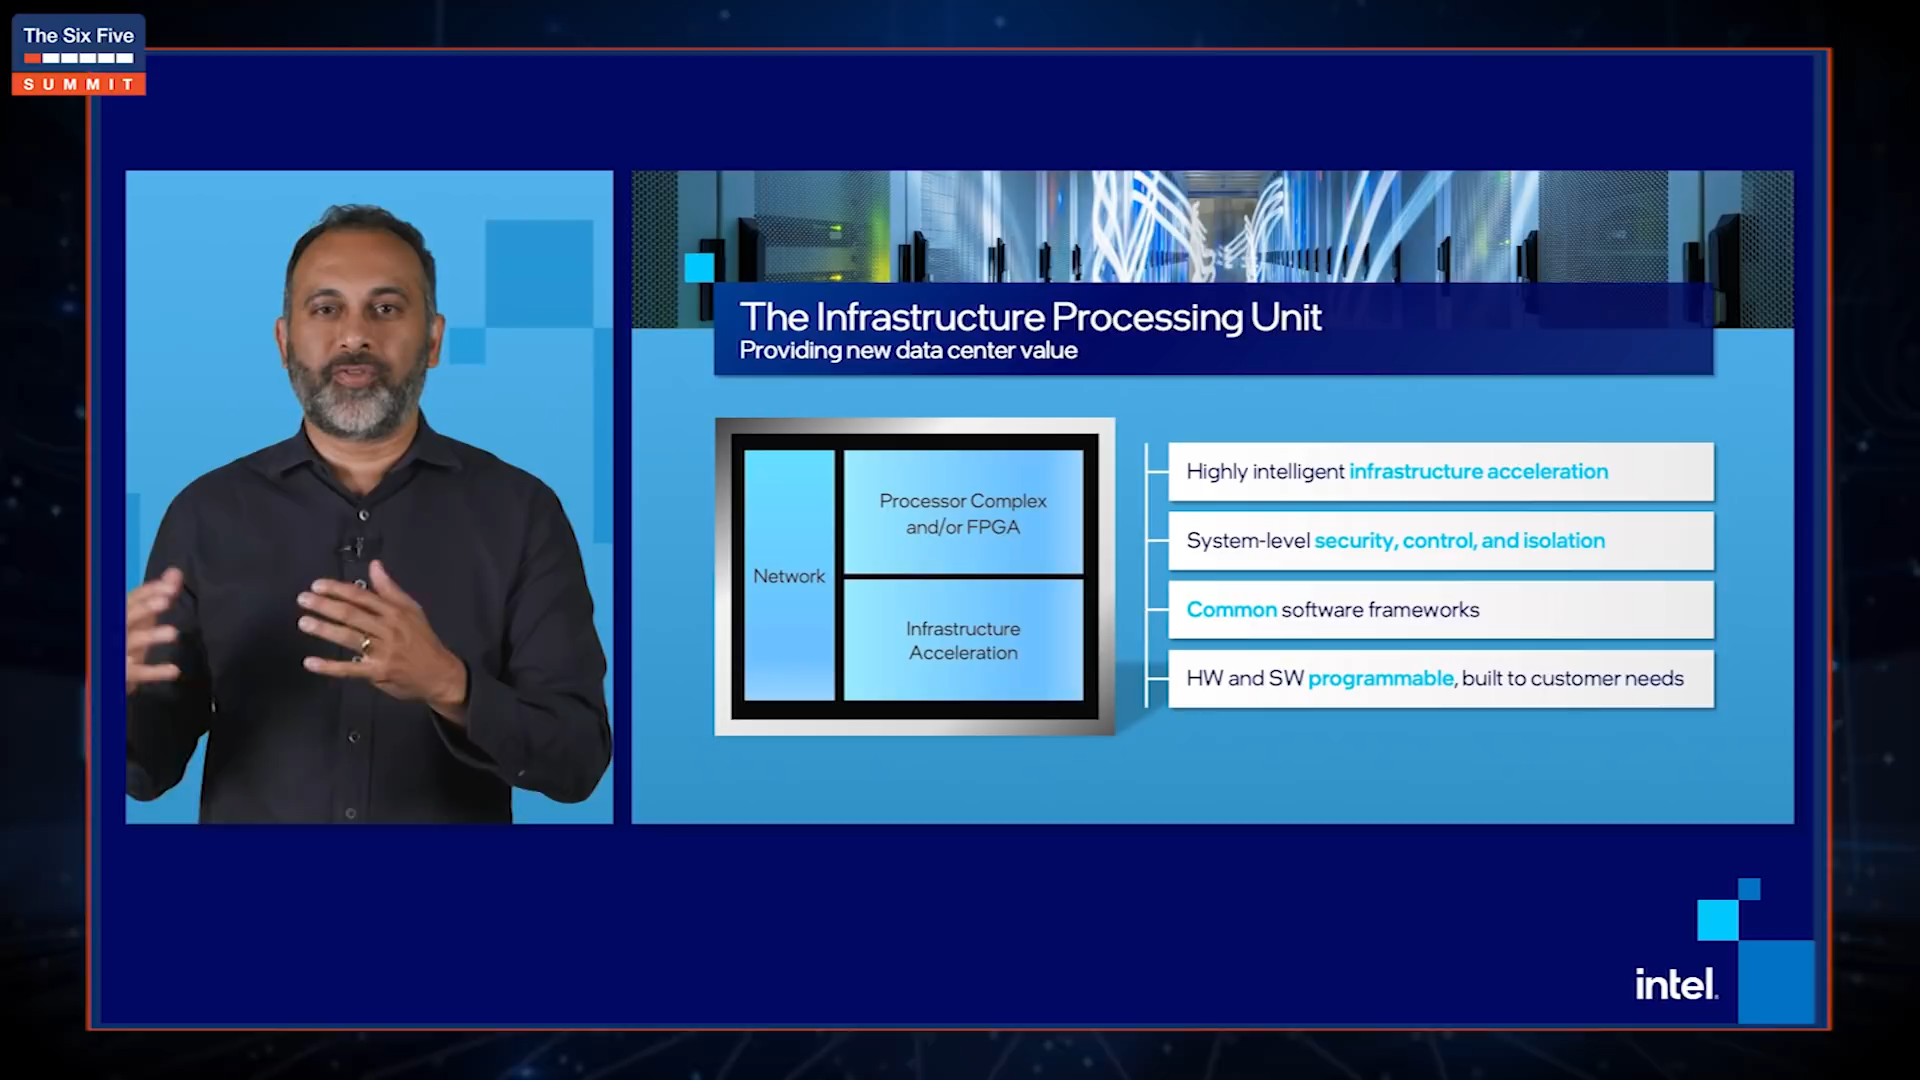 The Six Five
SUMMIT
The Infrastructure Processing Unit
Providing new data center value
Network
Processor Complex
and/or FPGA
Infrastructure
Acceleration
Highly intelligent infrastructure acceleration
System-level security, control, and isolation
Common software frameworks
HW and SW programmable, built to customer needs
intel.